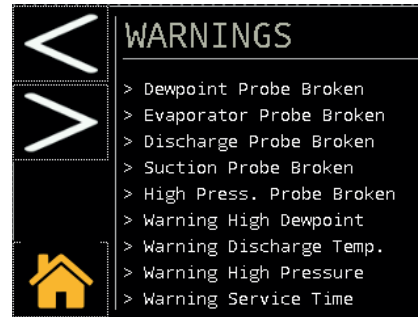 WARNINGS
> Dewpoint Probe Broken
> Evaporator Probe Broken
> Discharge Probe Broken
> Suction Probe Broken
> High Press. Probe Broken
> Warning High Dewpoint
> Warning Discharge Temp.
> Warning High Pressure
> Warning Service Time